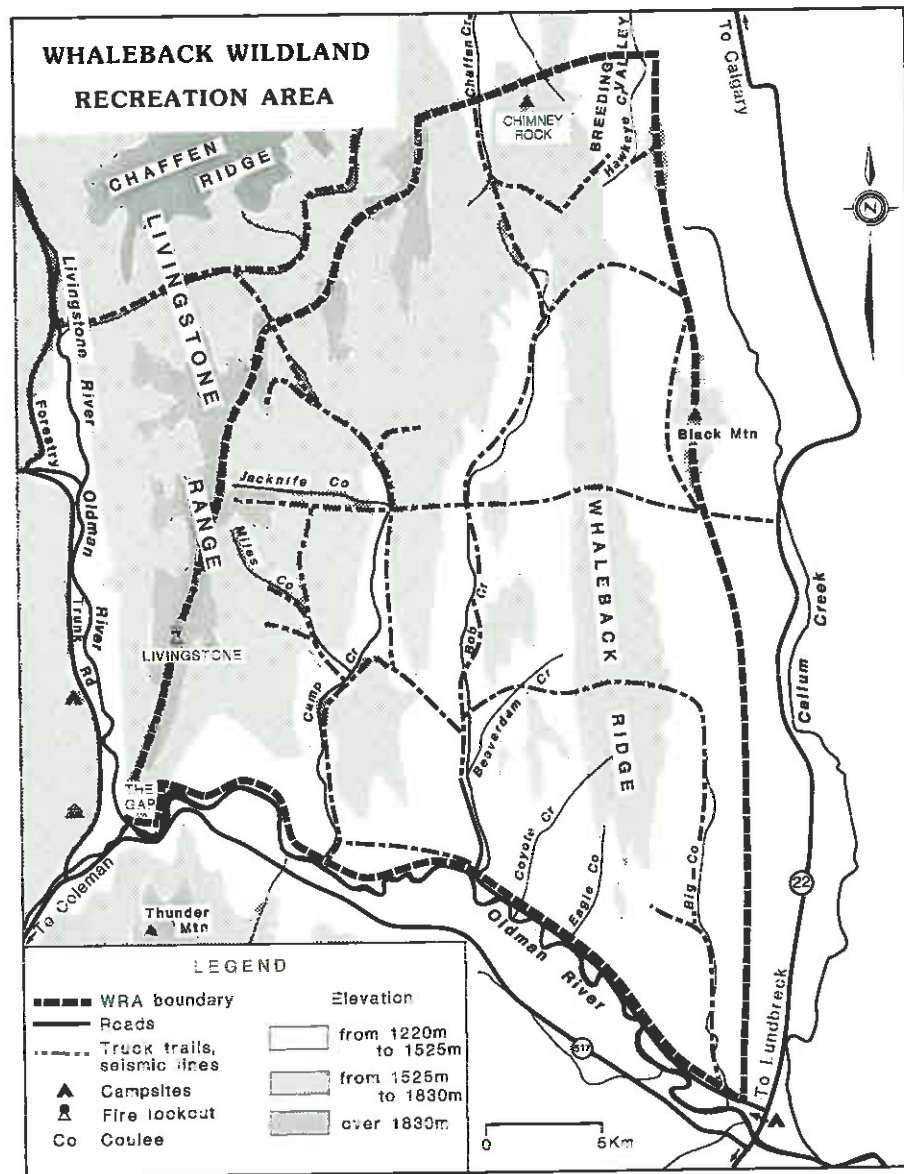 WHALEBACK WILDLAND
RECREATION AREA
Chaffen Cr
BREEDING
VALLEY
Hawkeye C
To Calgary
CHIMNEY
ROCK
CHAFFEN
RIDGE
N
LIVINGSTONE
RANGE
Livingstone River
Forestry
Trunk
Rd
Oldman
River
Black Mtn
Jacknife Co
Miles
Co
WHALEBACK
RIDGE
Bob Cr
Callum
Creek
LIVINGSTONE
Camp Cr
Beaverdam Cr
THE
GAP
Coyote Cr
Eagle Co
Big Co
22
To Coleman
Thunder
Mtn
Oldman
River
To Lundbreck
517
LEGEND
WRA boundary
Roads
Truck trails,
seismic lines
Campsites
Fire lookout
Co Coulee
Elevation
from 1220m
to 1525m
from 1525m
to 1830m
over 1830m
0 5Km